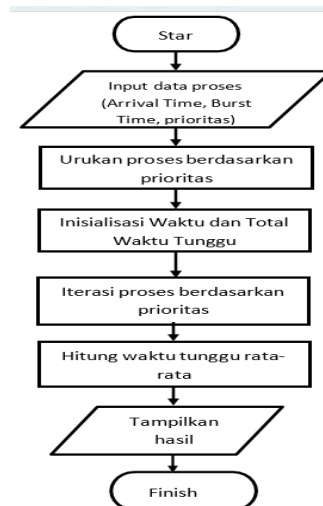 Star
Input data proses
(Arrival Time, Burst
Time, prioritas)
Urukan proses berdasarkan
prioritas
Inisialisasi Waktu dan Total
Waktu Tunggu
Iterasi proses berdasarkan
prioritas
Hitung waktu tunggu rata-
rata
Tampilkan
hasil
Finish